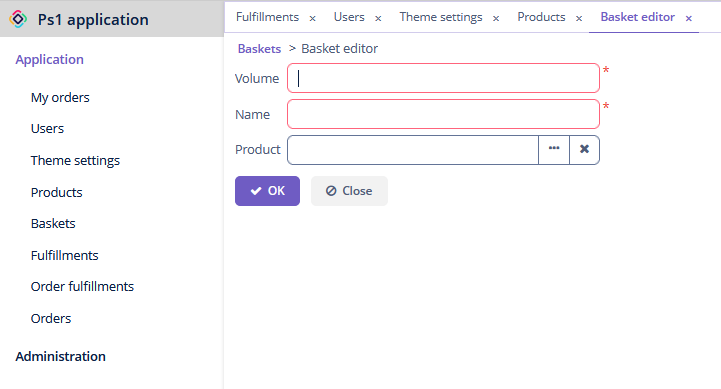 Ps1 application
Application
My orders
Users
Theme settings
Products
Baskets
Fulfillments
Order fulfillments
Orders
Administration
Fulfillments × Users × Theme settings × Products × Basket editor ×
Baskets > Basket editor
Volume *
Name *
Product ... ×
OK Close